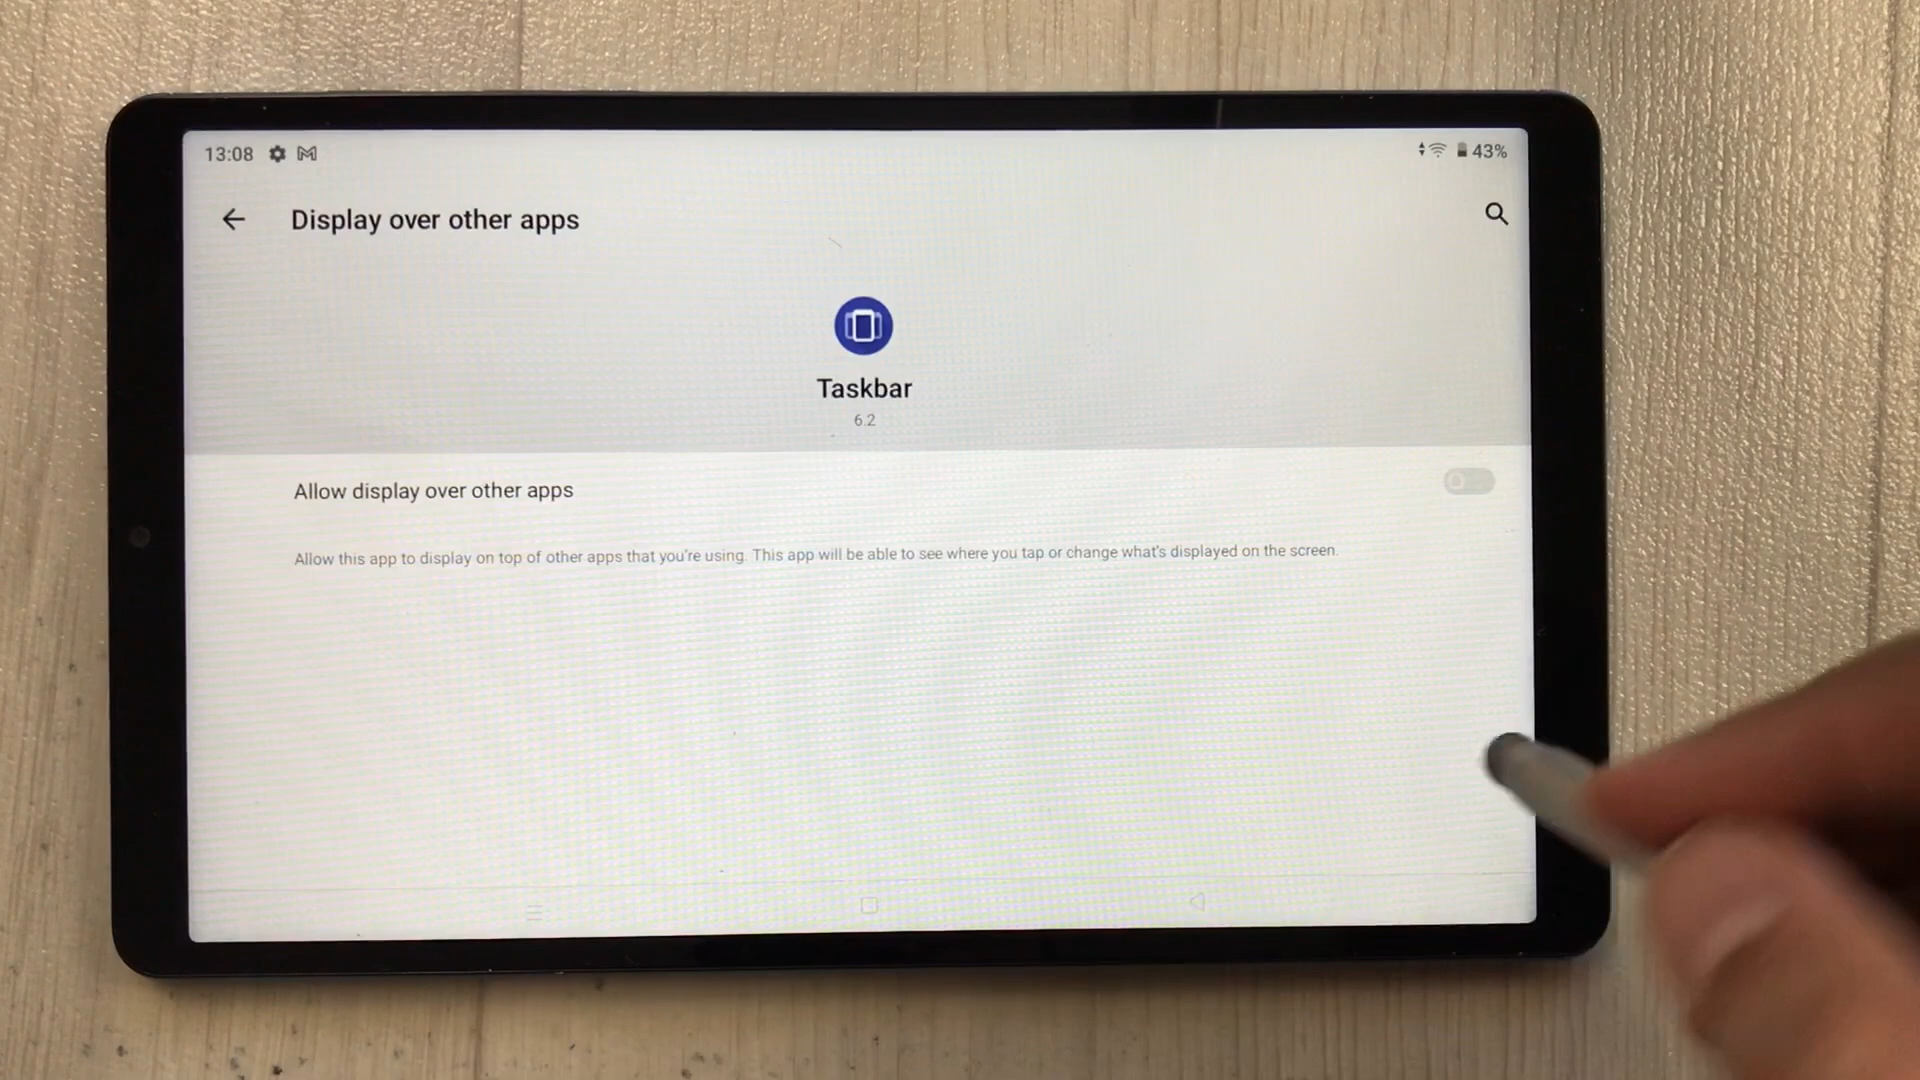 13:08
43%
Display over other apps
Taskbar
6.2
Allow display over other apps
Allow this app to display on top of other apps that you're using. This app will be able to see where you tap or change what's displayed on the screen.